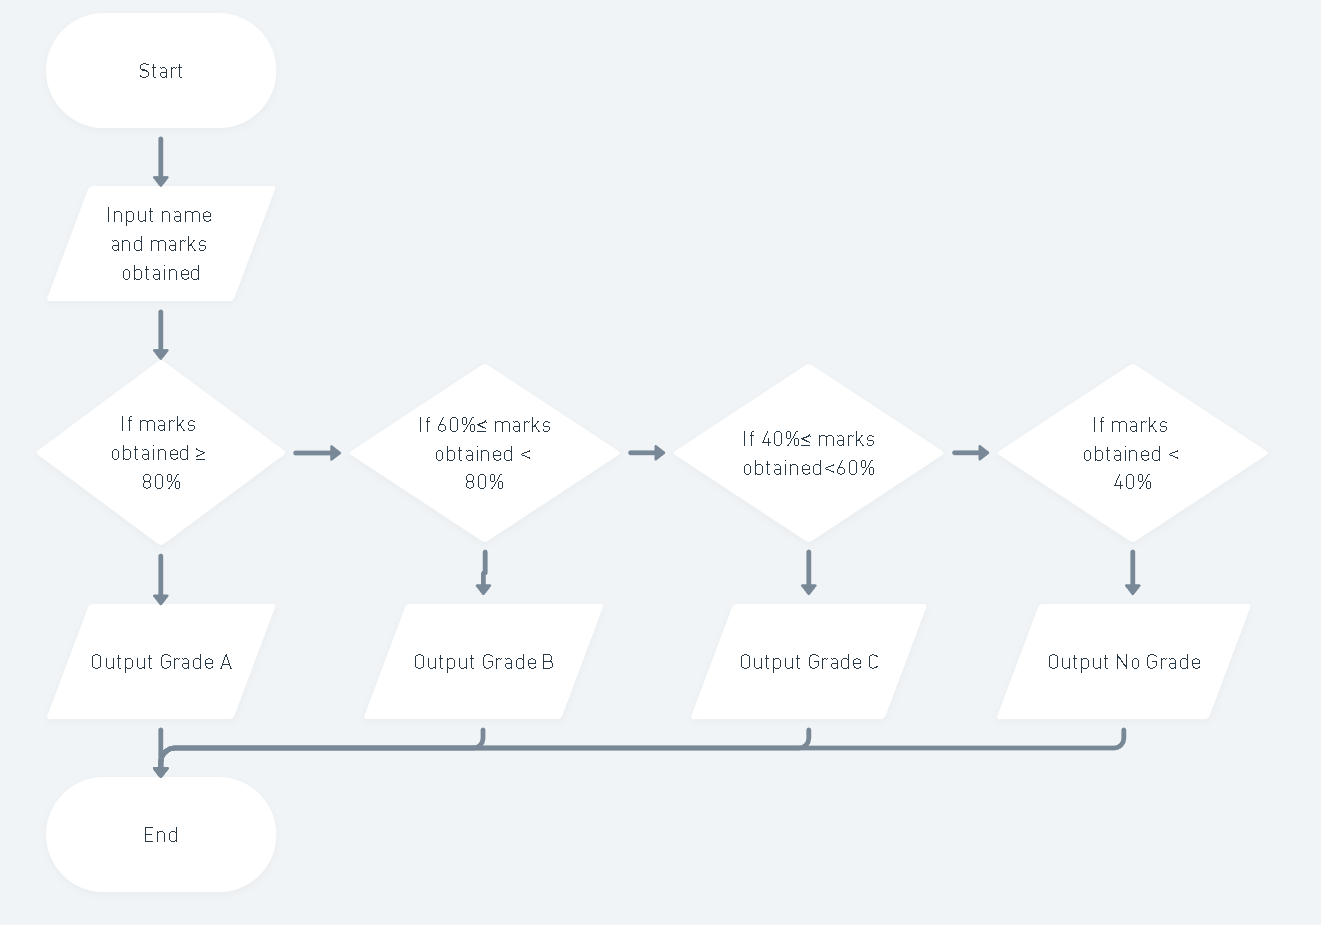 Start
Input name
and marks
obtained
If marks
obtained ≥
80%
If 60%≤ marks
obtained <
80%
If 40%≤ marks
obtained<60%
If marks
obtained <
40%
Output Grade A
Output Grade B
Output Grade C
Output No Grade
End